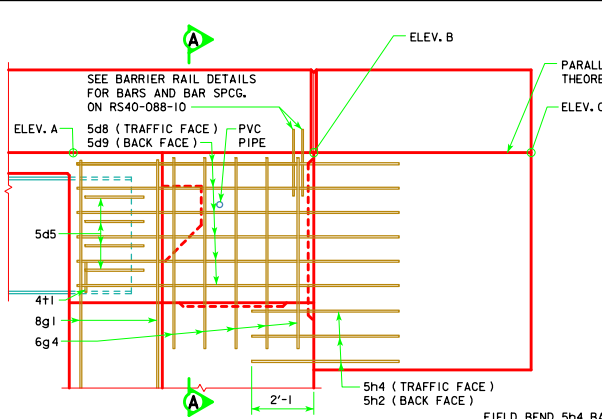 A
ELEV. B
SEE BARRIER RAIL DETAILS
FOR BARS AND BAR SPCG.
ON RS40-088-10
PARALL
THEORE
ELEV. C
ELEV. A
5d8 (TRAFFIC FACE)
5d9 (BACK FACE)
PVC
PIPE
5d5
4t1
8g1
6g4
A
2'-1
5h4 (TRAFFIC FACE)
5h2 (BACK FACE)
FIELD BEND 5h4 BA